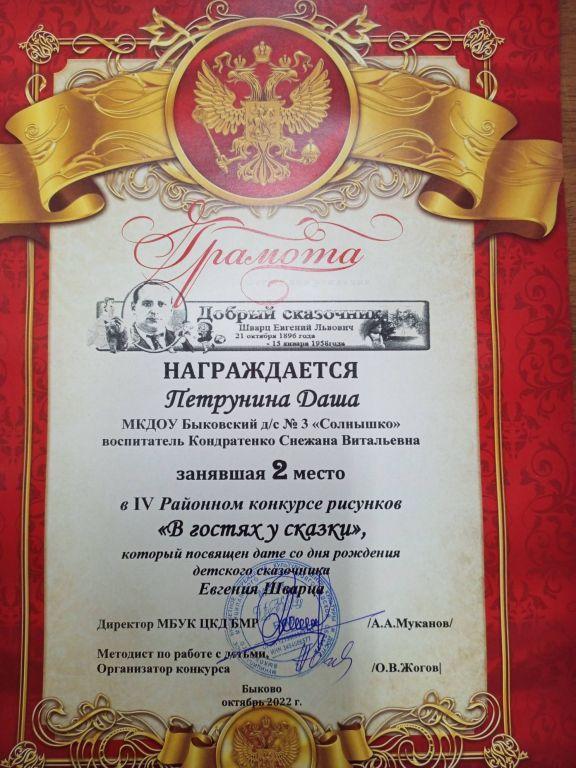 Грамота
Добрый сказочник
Шварц Евгений Львович
21 октября 1896 года
- 15 января 1958года
НАГРАЖДАЕТСЯ
Петрунина Даша
МКДОУ Быковский д/с № 3 «Солнышко»
воспитатель Кондратенко Снежана Витальевна
занявшая 2 место
в IV Районном конкурсе рисунков
«В гостях у сказки»,
который посвящен дате со дня рождения
детского сказочника
Евгения Шварца
Директор МБУК ЦКД БМР /А.А.Муканов/
Методист по работе с детьми,
Организатор конкурса /О.В.Жогов|
Быково
октябрь 2022 г.